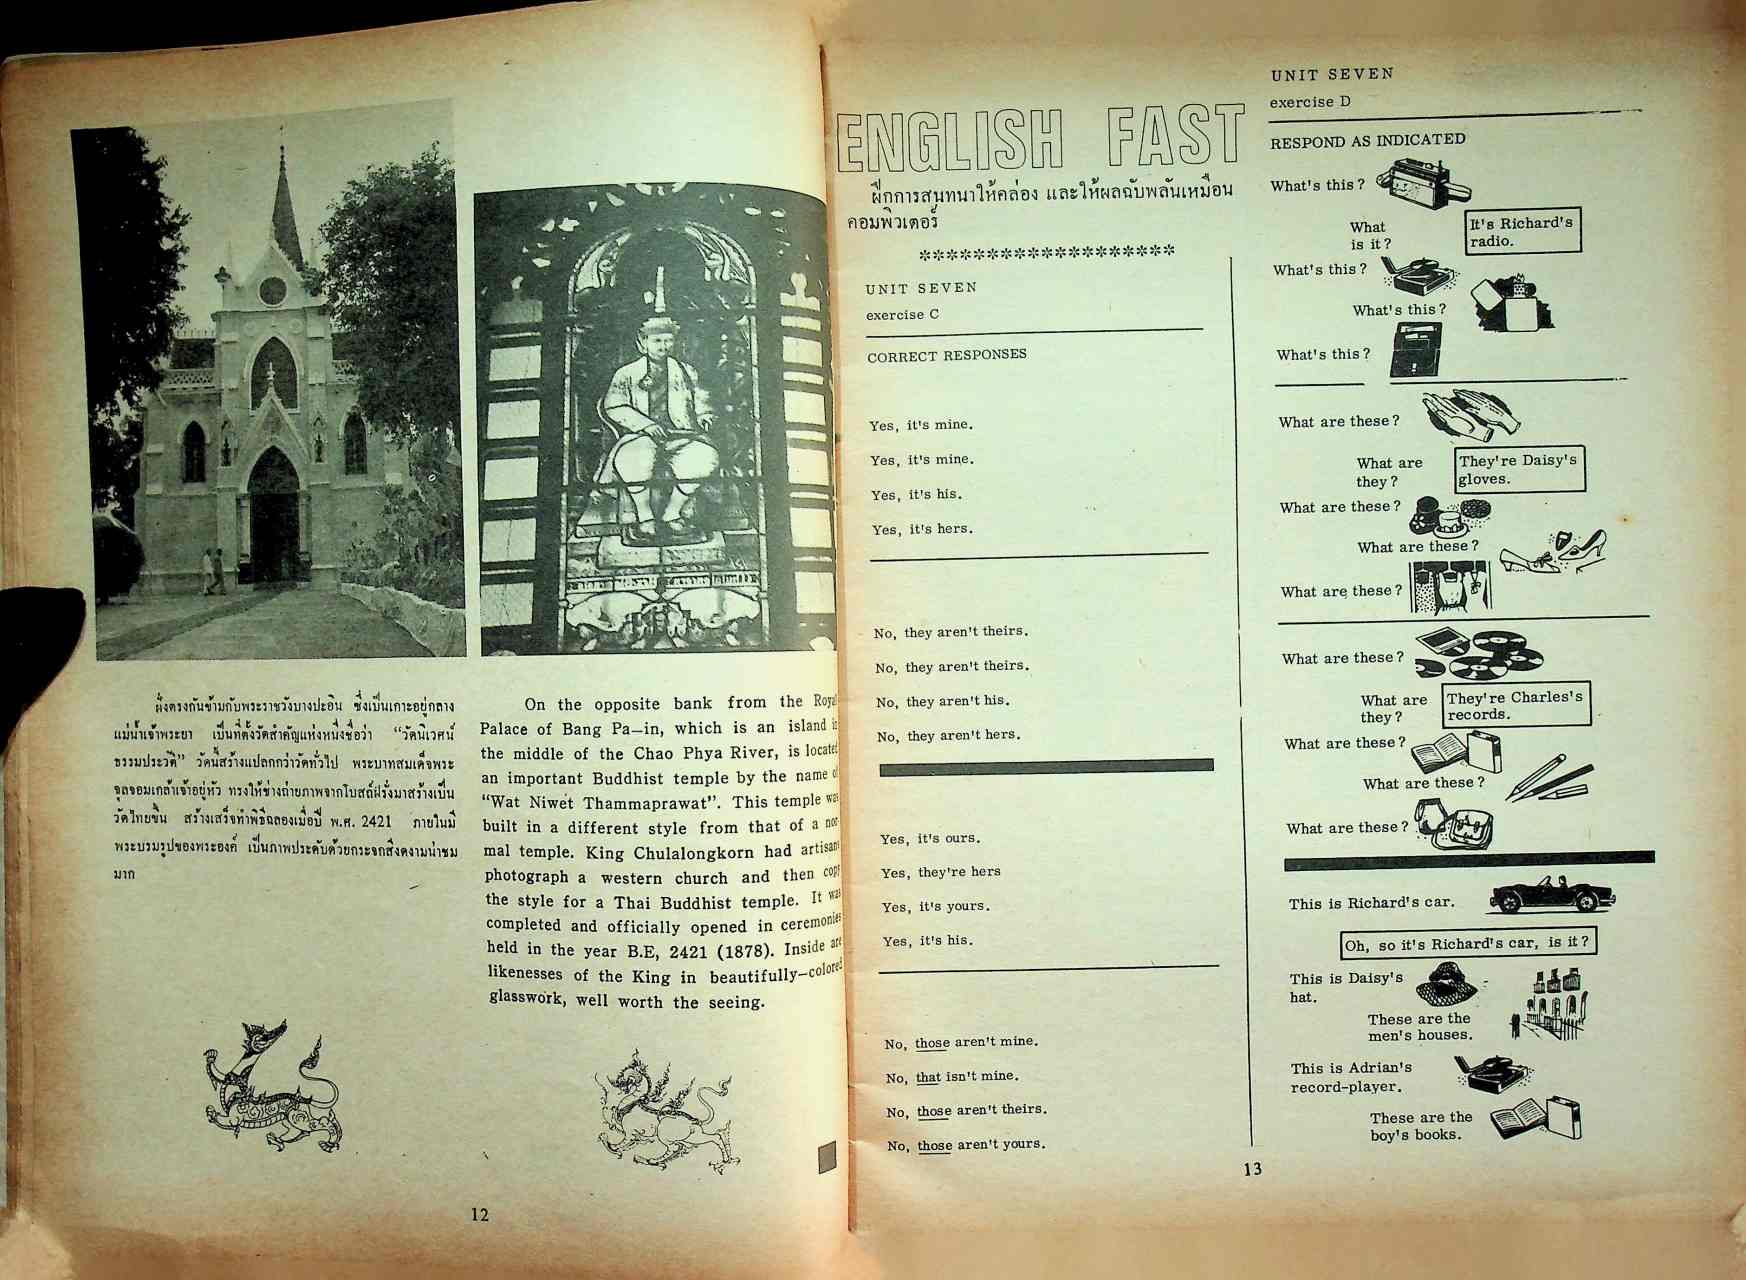 ฝั่งตรงกันข้ามกับพระราชวังบางปะอิน ซึ่งเป็นเกาะอยู่กลาง
แม่น้ำเจ้าพระยา เป็นที่ตั้งวัดสำคัญแห่งหนึ่งชื่อว่า “วัดนิเวศน์
ธรรมประวัติ” วัดนี้สร้างแปลกกว่าวัดทั่วไป พระบาทสมเด็จพระ
จุลจอมเกล้าเจ้าอยู่หัว ทรงให้ช่างถ่ายภาพจากโบสถ์ฝรั่งมาสร้างเป็น
วัดไทยขึ้น สร้างเสร็จทำพิธีฉลองเมื่อปี พ.ศ. 2421 ภายในมี
พระบรมรูปของพระองค์ เป็นภาพประดับด้วยกระจกสีงดงามน่าชม
มาก
On the opposite bank from the Royal
Palace of Bang Pa–in, which is an island in
the middle of the Chao Phya River, is located
an important Buddhist temple by the name of
“Wat Niwet Thammaprawat”. This temple was
built in a different style from that of a nor-
mal temple. King Chulalongkorn had artisans
photograph a western church and then copy
the style for a Thai Buddhist temple. It was
completed and officially opened in ceremonies
held in the year B.E, 2421 (1878). Inside are
likenesses of the King in beautifully–colored
glasswork, well worth the seeing.
12
ENGLISH FAST
ฝึกการสนทนาให้คล่อง และให้ผลฉับพลันเหมือน
คอมพิวเตอร์
*******************
UNIT SEVEN
exercise C
CORRECT RESPONSES
Yes, it's mine.
Yes, it's mine.
Yes, it's his.
Yes, it's hers.
No, they aren't theirs.
No, they aren't theirs.
No, they aren't his.
No, they aren't hers.
Yes, it's ours.
Yes, they're hers
Yes, it's yours.
Yes, it's his.
No, those aren't mine.
No, that isn't mine.
No, those aren't theirs.
No, those aren't yours.
UNIT SEVEN
exercise D
RESPOND AS INDICATED
What's this?
What
is it?
It's Richard's
radio.
What's this?
What's this?
What's this?
What are these?
What are
they?
They're Daisy's
gloves.
What are these?
What are these?
What are these?
What are these?
What are
they?
They're Charles's
records.
What are these?
What are these?
What are these?
This is Richard's car.
Oh, so it's Richard's car, is it?
This is Daisy's
hat.
These are the
men's houses.
This is Adrian's
record-player.
These are the
boy's books.
13